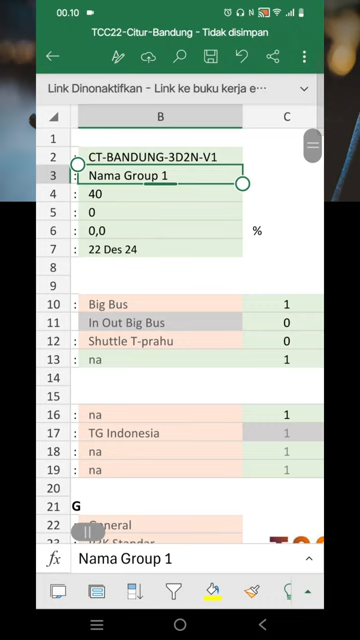 00.10
TCC22-Citur-Bandung - Tidak disimpan
Link Dinonaktifkan - Link ke buku kerja e...
B C
1
2 CT-BANDUNG-3D2N-V1
3 : Nama Group 1
4 : 40
5 : 0
6 : 0,0 %
7 : 22 Des 24
8
9
10 : Big Bus 1
11 : In Out Big Bus 0
12 : Shuttle T-prahu 0
13 : na 1
14
15
16 : na 1
17 : TG Indonesia 1
18 : na 1
19 : na 1
20
21 G
22 General
23
fx Nama Group 1